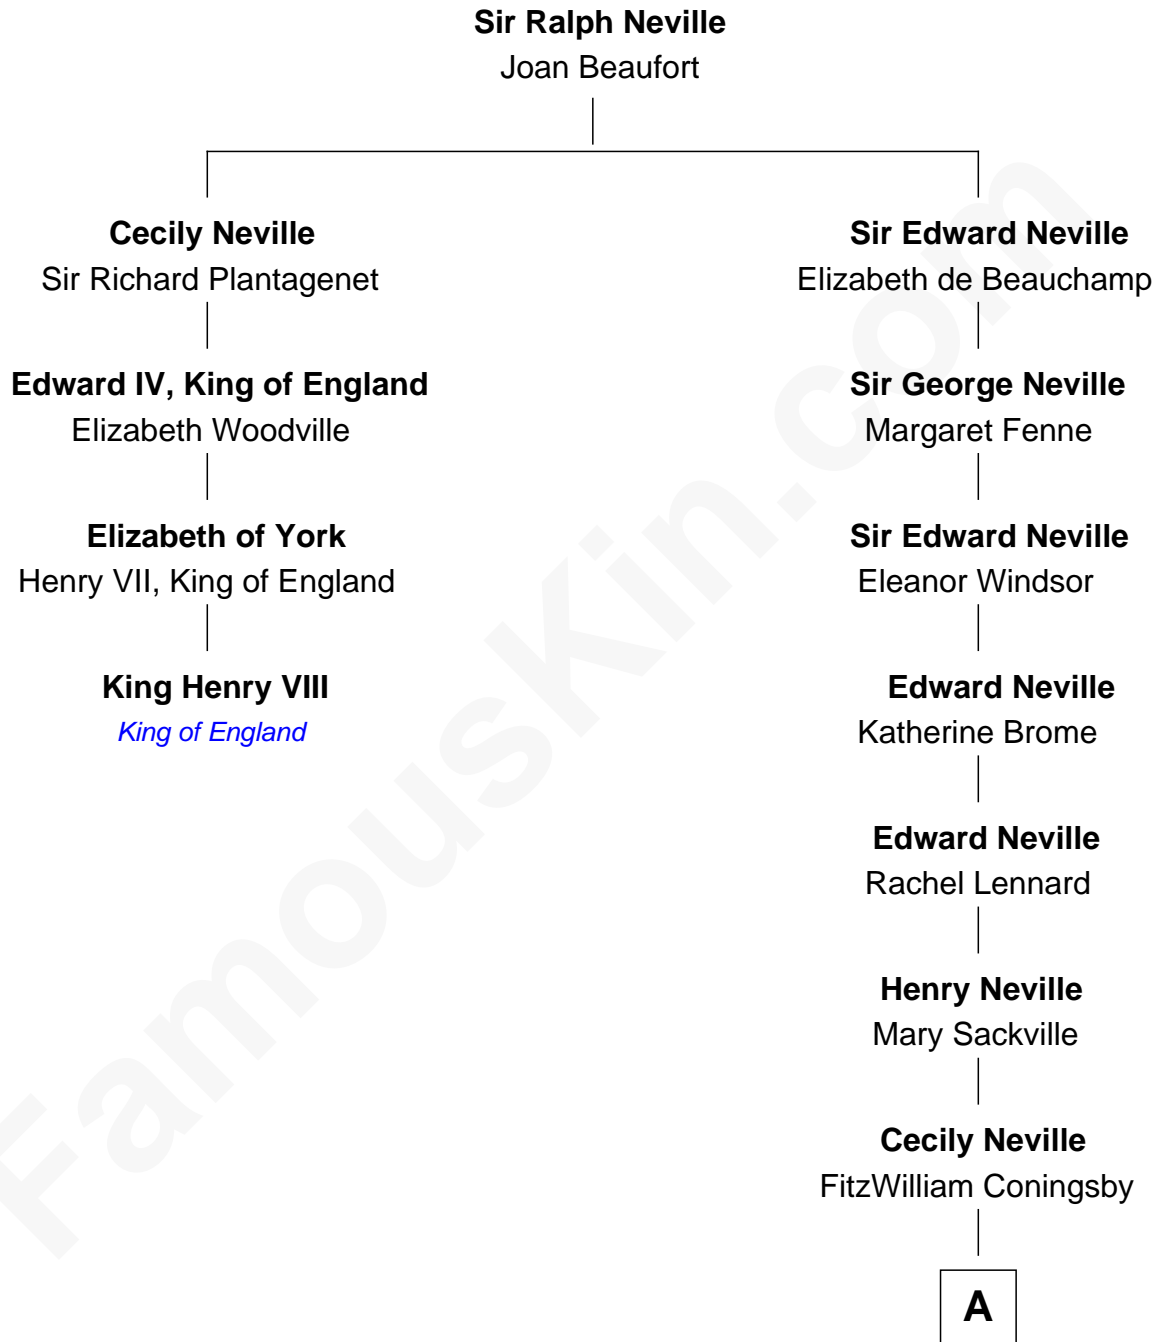 Sir Ralph Neville
Joan Beaufort
Cecily Neville
Sir Richard Plantagenet
Edward IV, King of England
Elizabeth Woodville
Elizabeth of York
Henry VII, King of England
King Henry VIII
King of England
Sir Edward Neville
Elizabeth de Beauchamp
Sir George Neville
Margaret Fenne
Sir Edward Neville
Eleanor Windsor
Edward Neville
Katherine Brome
Edward Neville
Rachel Lennard
Henry Neville
Mary Sackville
Cecily Neville
FitzWilliam Coningsby
A
FamousKin.com